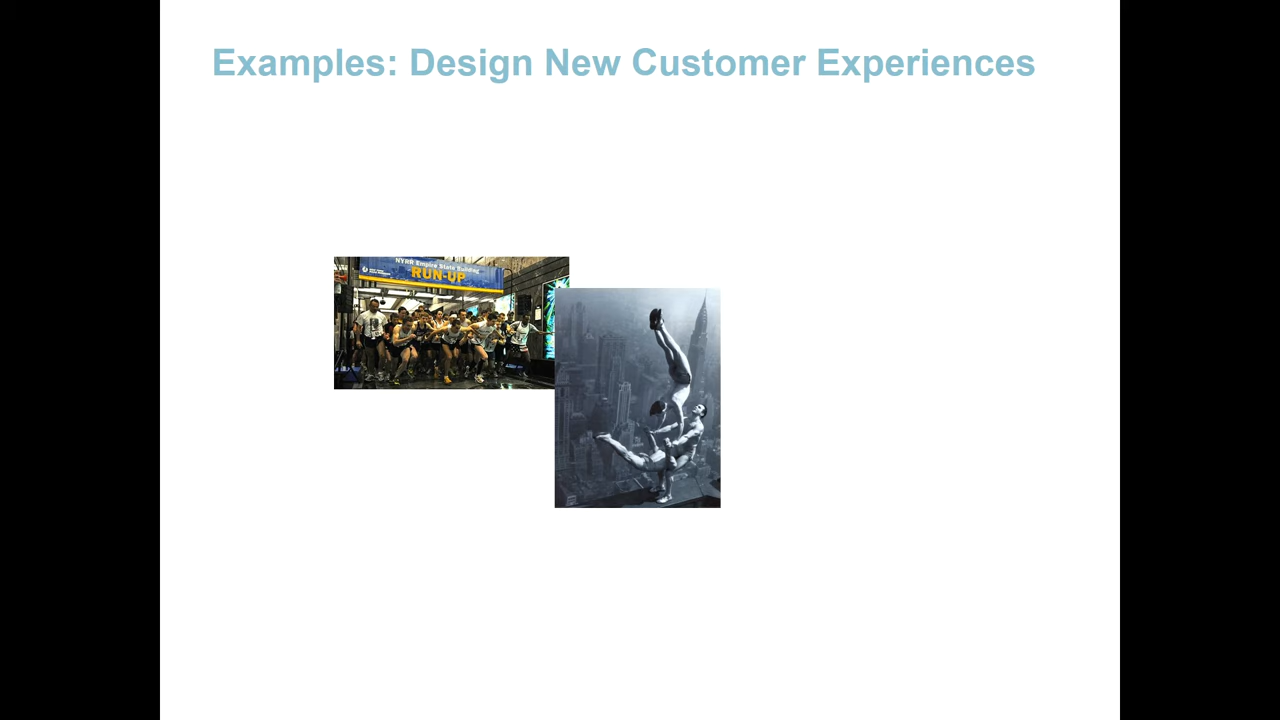 Examples: Design New Customer Experiences
NYRR Empire State Building
RUN-UP